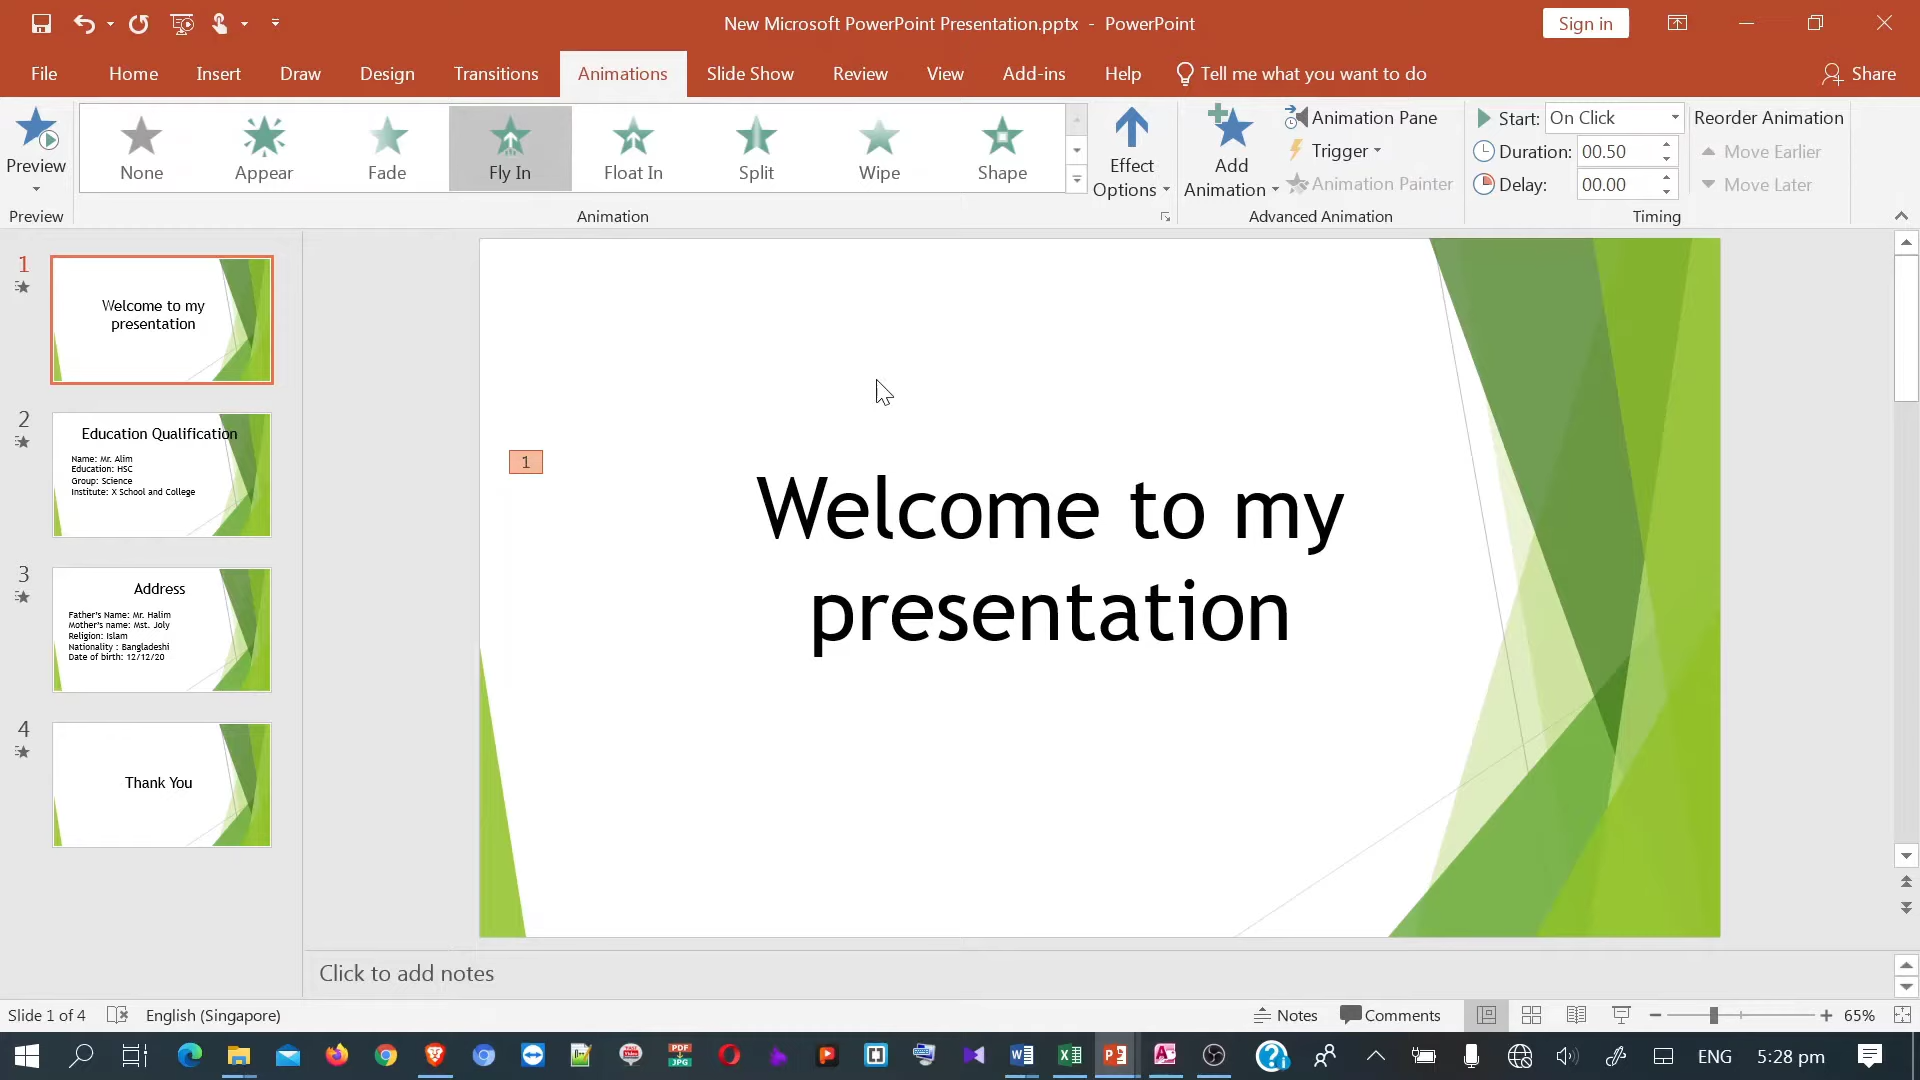 New Microsoft PowerPoint Presentation.pptx - PowerPoint
Sign in
File Home Insert Draw Design Transitions Animations Slide Show Review View Add-ins Help Tell me what you want to do Share
Preview
None Appear Fade Fly In Float In Split Wipe Shape
Effect Options
Add Animation
Animation Pane
Trigger
Animation Painter
Start: On Click
Duration: 00.50
Delay: 00.00
Reorder Animation
Move Earlier
Move Later
Preview Animation Advanced Animation Timing
1
Welcome to my
presentation
2
Education Qualification
Name: Mr. Alim
Education: HSC
Group: Science
Institute: X School and College
3
Address
Father's Name: Mr. Halim
Mother's name: Mst. Joly
Religion: Islam
Nationality : Bangladeshi
Date of birth: 12/12/20
4
Thank You
1
Welcome to my
presentation
Click to add notes
Slide 1 of 4 English (Singapore) Notes Comments 65%
ENG 5:28 pm